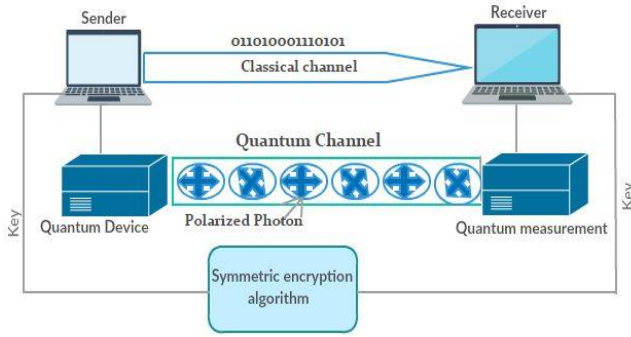 Sender
Receiver
011010001110101
Classical channel
Quantum Channel
Polarized Photon
Quantum Device
Quantum measurement
Key
Key
Symmetric encryption
algorithm